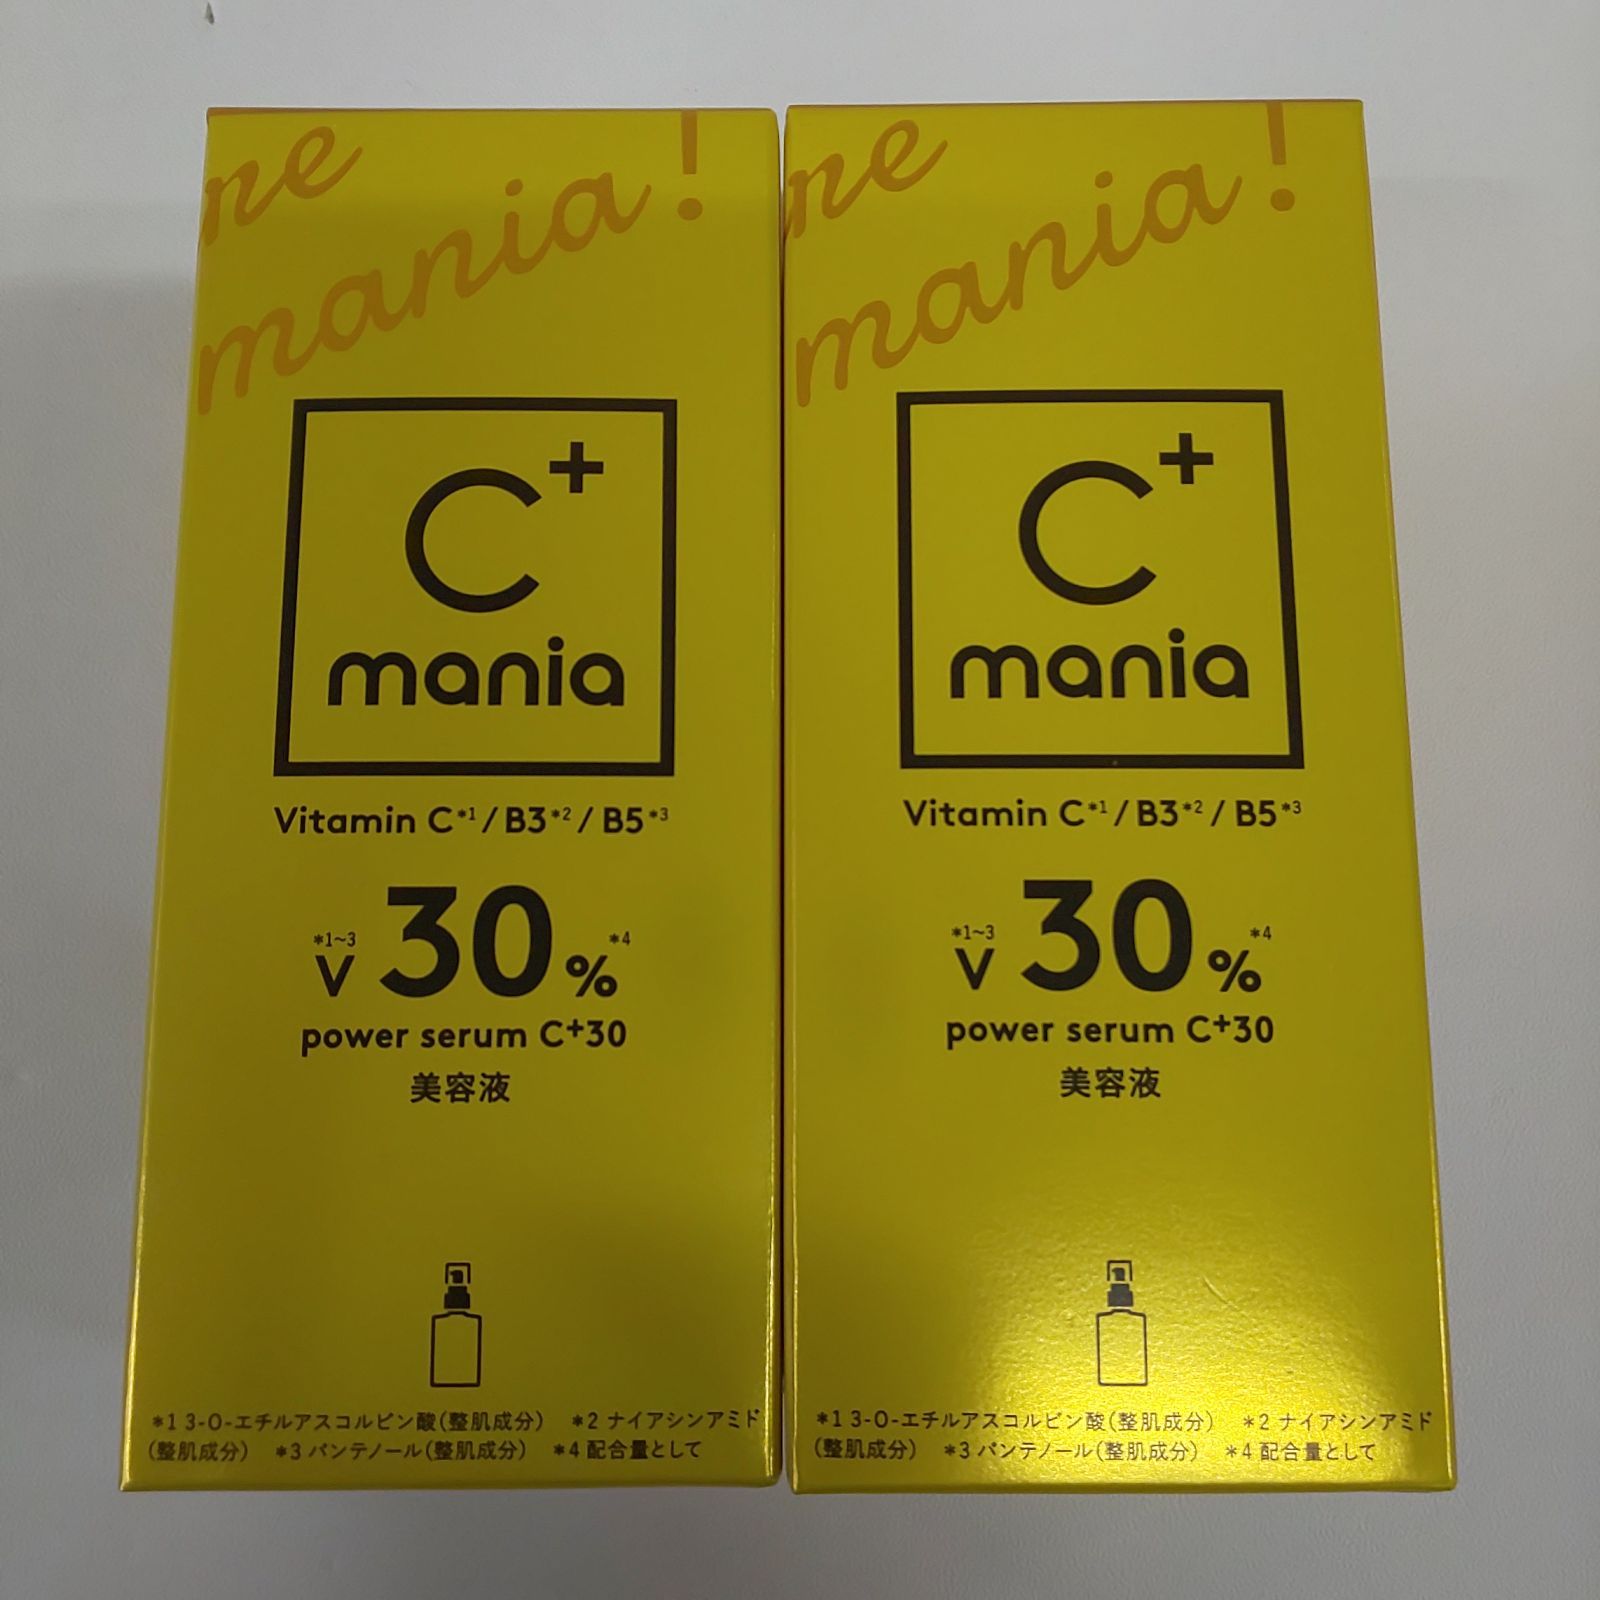 ne
mania!
C+
mania
Vitamin C*1/B3*2/B5*3
*1~3
V 30%*4
power serum C+30
美容液
*1 3-O-エチルアスコルビン酸(整肌成分) *2 ナイアシンアミド
(整肌成分) *3 パンテノール(整肌成分) *4 配合量として
ne
mania!
C+
mania
Vitamin C*1/B3*2/B5*3
*1~3
V 30%*4
power serum C+30
美容液
*1 3-O-エチルアスコルビン酸(整肌成分) *2 ナイアシンアミド
(整肌成分) *3 パンテノール(整肌成分) *4 配合量として